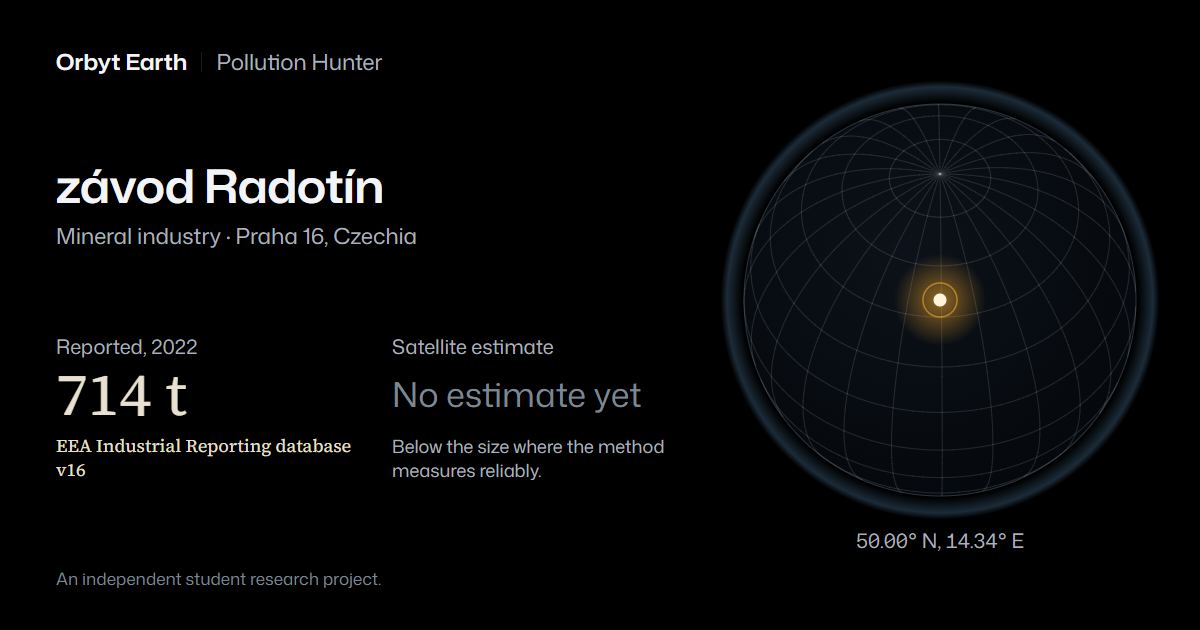 Orbyt Earth | Pollution Hunter
závod Radotín
Mineral industry · Praha 16, Czechia
Reported, 2022
714 t
EEA Industrial Reporting database
v16
Satellite estimate
No estimate yet
Below the size where the method
measures reliably.
50.00° N, 14.34° E
An independent student research project.